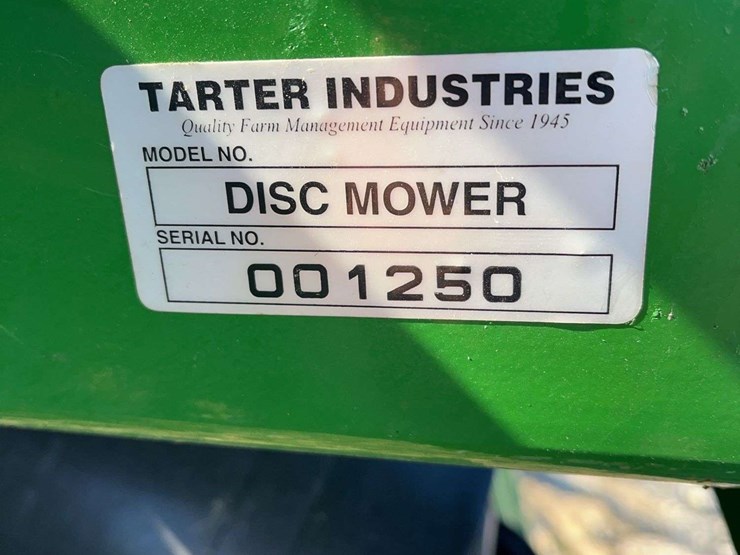 TARTER INDUSTRIES
Quality Farm Management Equipment Since 1945
MODEL NO.
DISC MOWER
SERIAL NO.
001250